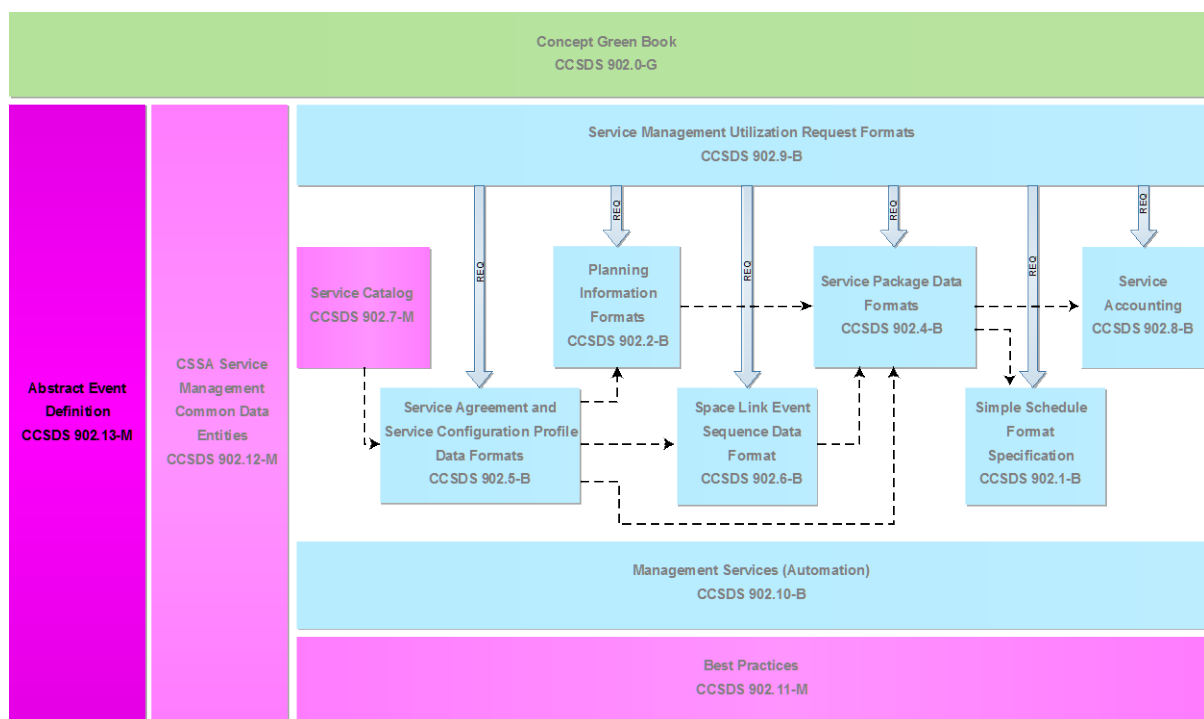 Concept Green Book
CCSDS 902.0-G
Abstract Event
Definition
CCSDS 902.13-M
CSSA Service
Management
Common Data
Entities
CCSDS 902.12-M
Service Management Utilization Request Formats
CCSDS 902.9-B
REQ
REQ
REQ
REQ
REQ
REQ
Service Catalog
CCSDS 902.7-M
Planning
Information
Formats
CCSDS 902.2-B
Service Package Data
Formats
CCSDS 902.4-B
Service
Accounting
CCSDS 902.8-B
Service Agreement and
Service Configuration Profile
Data Formats
CCSDS 902.5-B
Space Link Event
Sequence Data
Format
CCSDS 902.6-B
Simple Schedule
Format
Specification
CCSDS 902.1-B
Management Services (Automation)
CCSDS 902.10-B
Best Practices
CCSDS 902.11-M